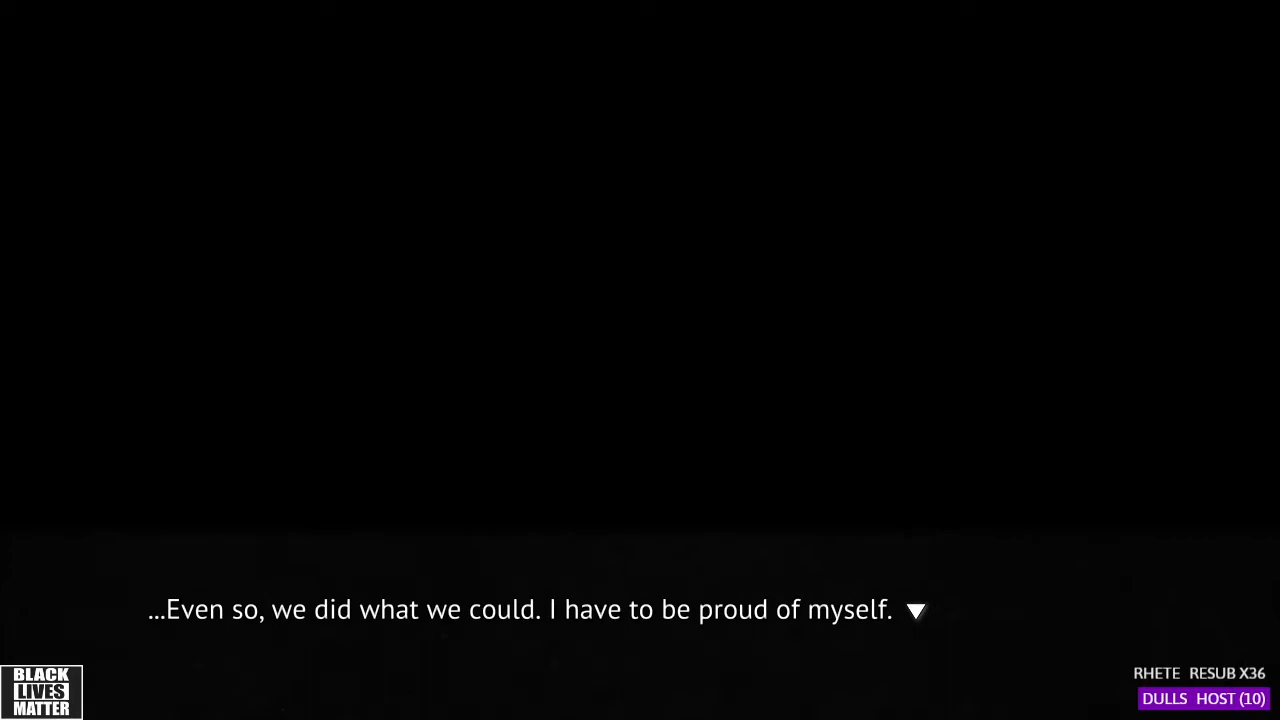 ...Even so, we did what we could. I have to be proud of myself.
BLACK
LIVES
MATTER
RHETE RESUB X36
DULLS HOST (10)